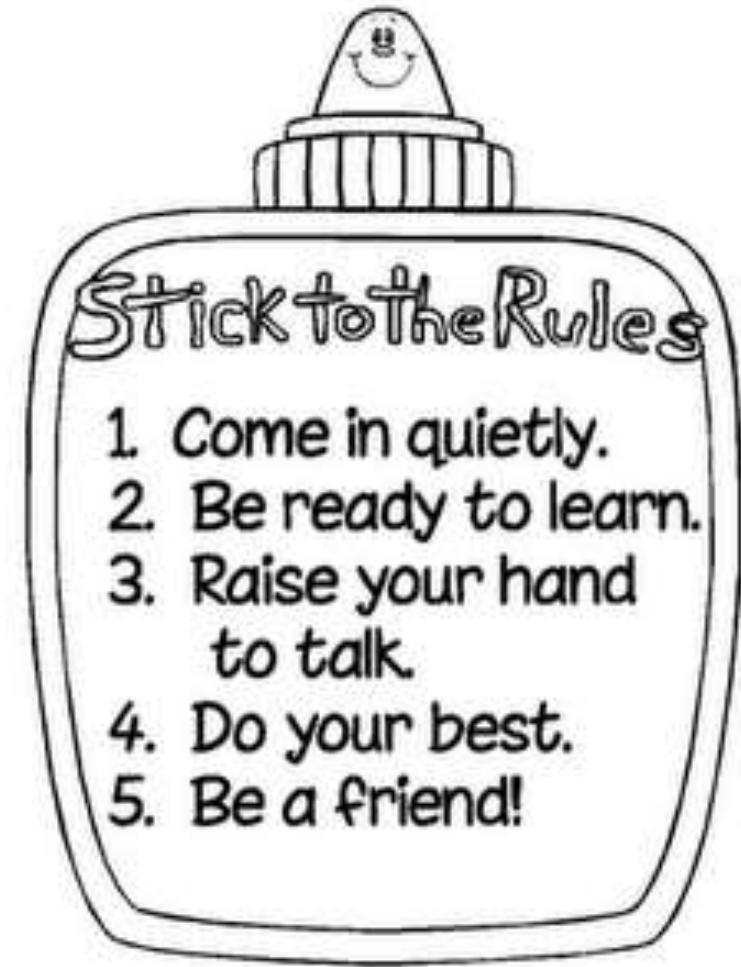 Stick to the Rules
1. Come in quietly.
2. Be ready to learn.
3. Raise your hand
to talk.
4. Do your best.
5. Be a friend!